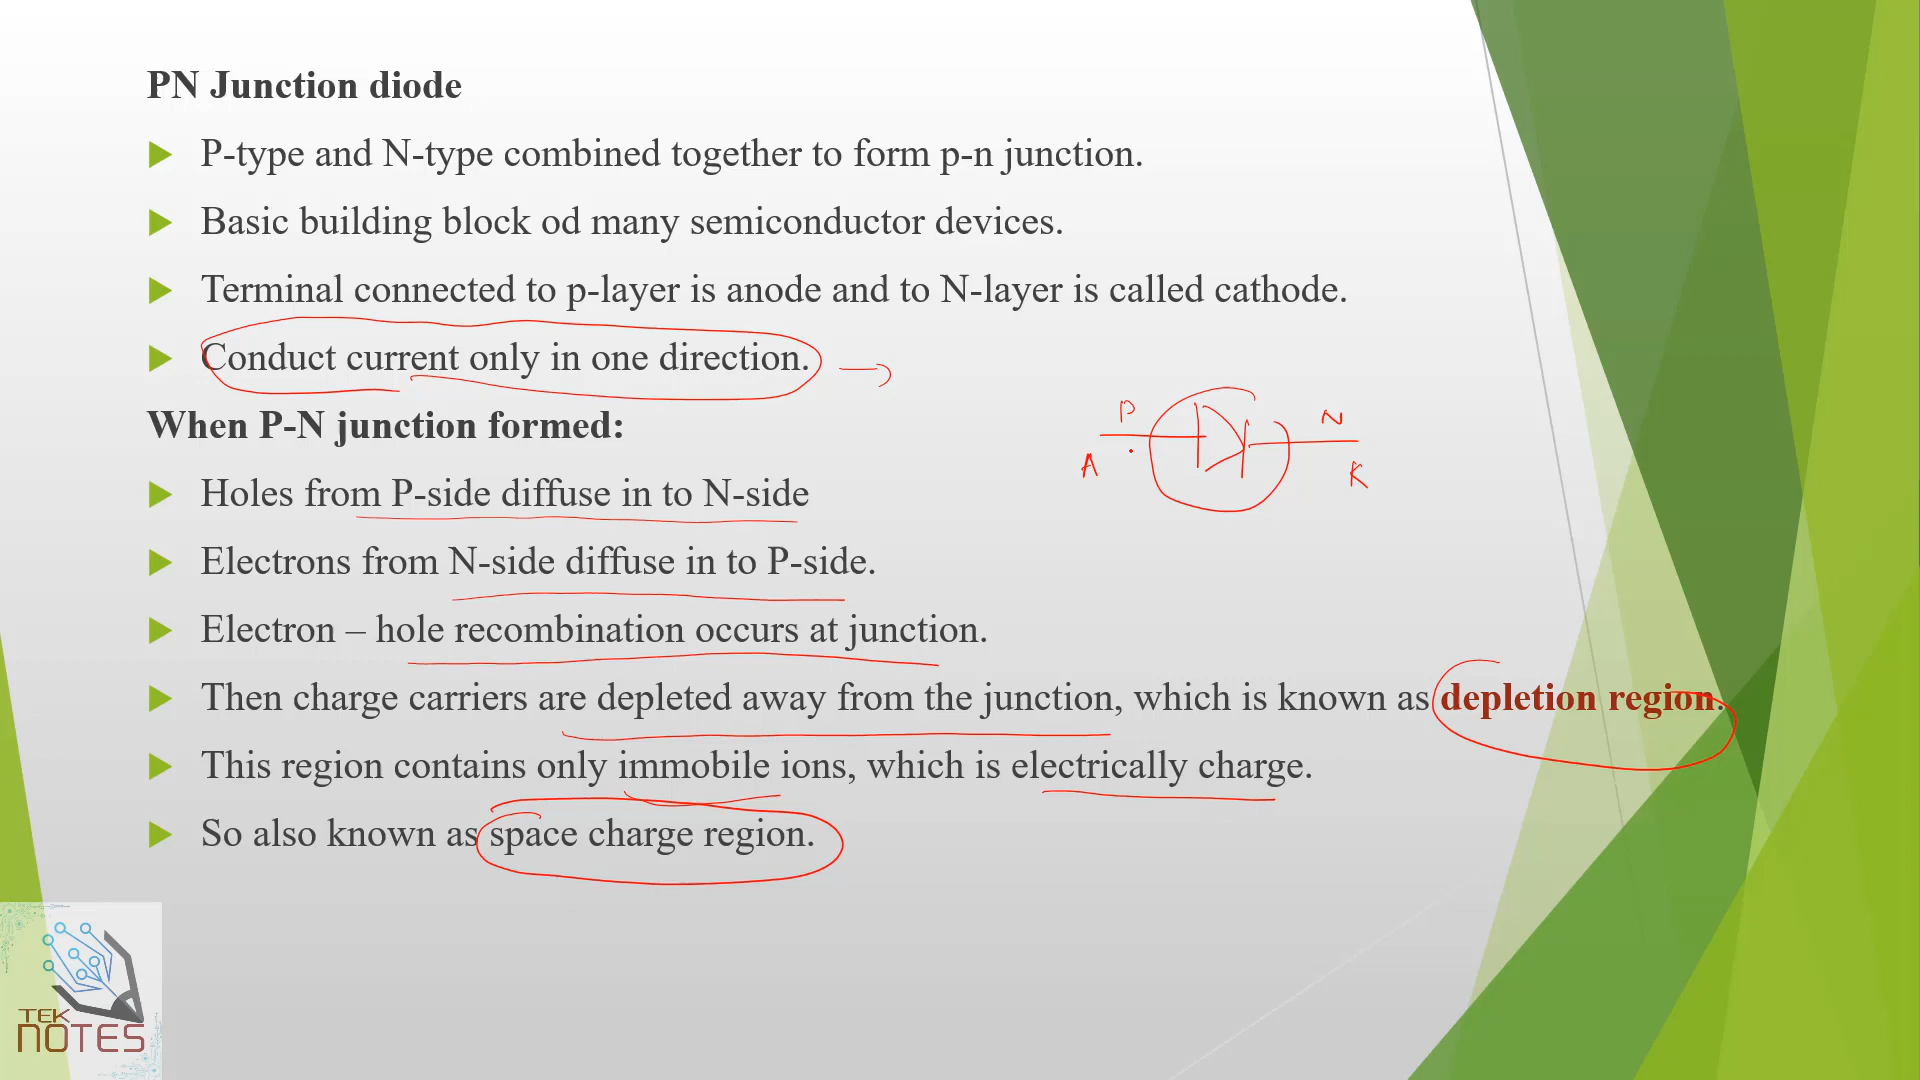 PN Junction diode
P-type and N-type combined together to form p-n junction.
Basic building block od many semiconductor devices.
Terminal connected to p-layer is anode and to N-layer is called cathode.
Conduct current only in one direction.
When P-N junction formed:
P N
A K
Holes from P-side diffuse in to N-side
Electrons from N-side diffuse in to P-side.
Electron – hole recombination occurs at junction.
Then charge carriers are depleted away from the junction, which is known as depletion region.
This region contains only immobile ions, which is electrically charge.
So also known as space charge region.
TEK
NOTES